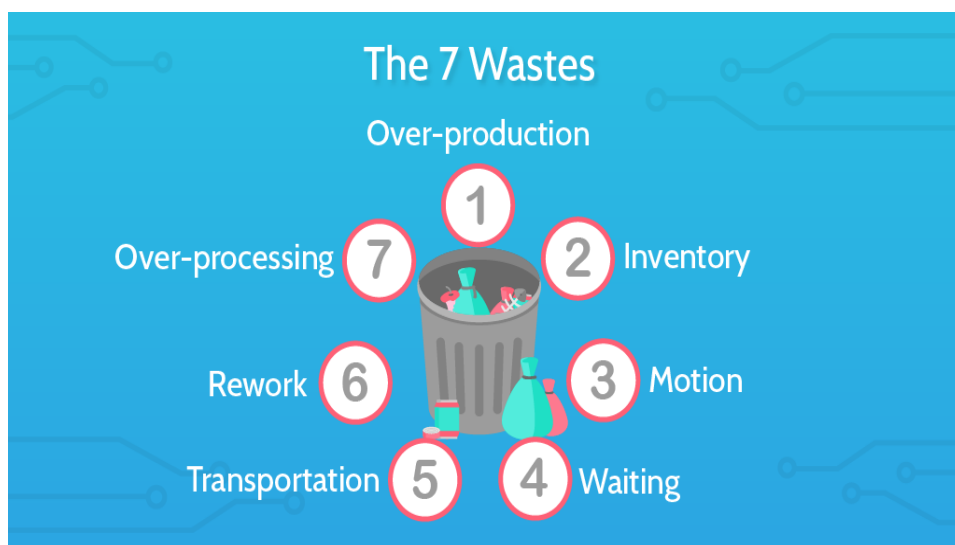 The 7 Wastes
Over-production
1
2 Inventory
3 Motion
4 Waiting
5 Transportation
6 Rework
7 Over-processing